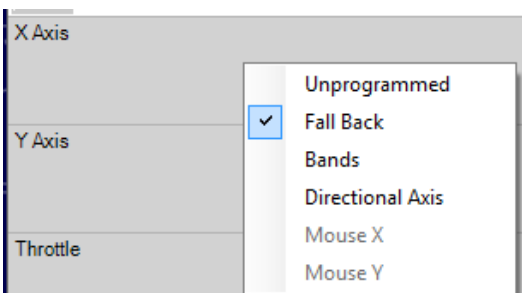 X Axis
Unprogrammed
Fall Back
Y Axis
Bands
Directional Axis
Mouse X
Throttle
Mouse Y